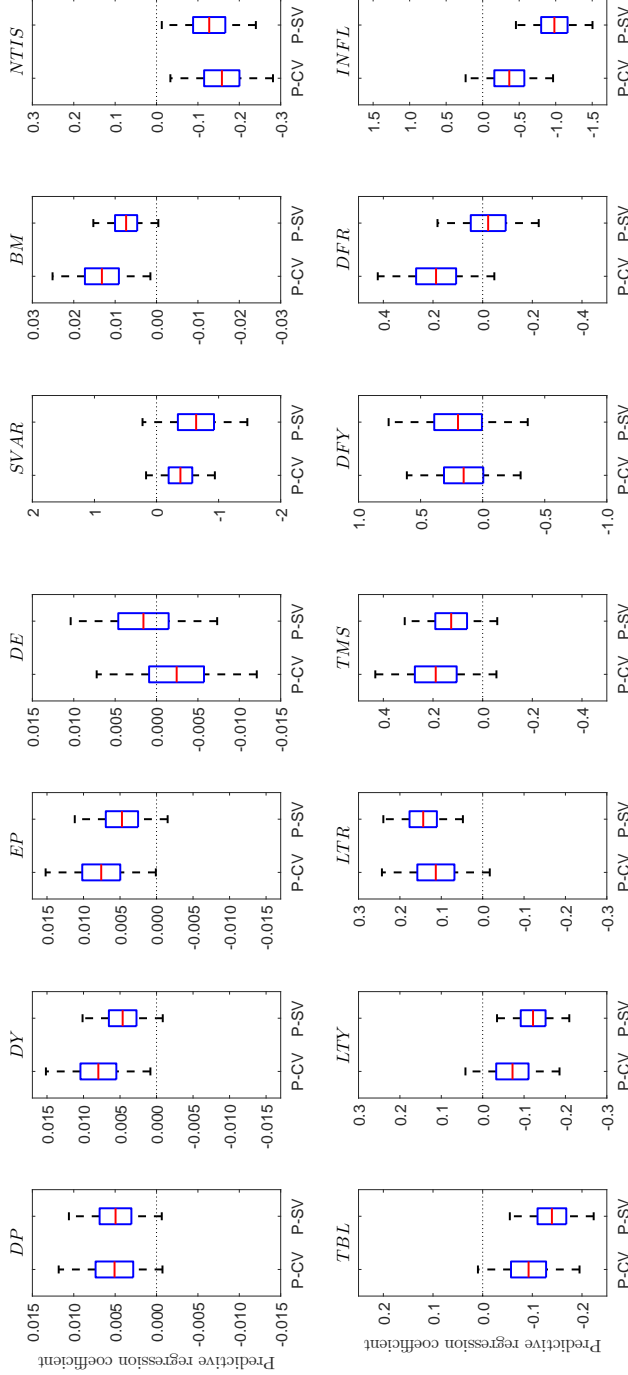 Predictive regression coefficient
DP
0.015
0.010
0.005
0.000
-0.005
-0.010
-0.015
P-CV P-SV
DY
0.015
0.010
0.005
0.000
-0.005
-0.010
-0.015
P-CV P-SV
EP
0.015
0.010
0.005
0.000
-0.005
-0.010
-0.015
P-CV P-SV
DE
0.015
0.010
0.005
0.000
-0.005
-0.010
-0.015
P-CV P-SV
SVAR
2
1
0
-1
-2
P-CV P-SV
BM
0.03
0.02
0.01
0.00
-0.01
-0.02
-0.03
P-CV P-SV
NTIS
0.3
0.2
0.1
0.0
-0.1
-0.2
-0.3
P-CV P-SV
Predictive regression coefficient
TBL
0.2
0.1
0.0
-0.1
-0.2
P-CV P-SV
LTY
0.3
0.2
0.1
0.0
-0.1
-0.2
-0.3
P-CV P-SV
LTR
0.3
0.2
0.1
0.0
-0.1
-0.2
-0.3
P-CV P-SV
TMS
0.4
0.2
0.0
-0.2
-0.4
P-CV P-SV
DFY
1.0
0.5
0.0
-0.5
-1.0
P-CV P-SV
DFR
0.4
0.2
0.0
-0.2
-0.4
P-CV P-SV
INFL
1.5
1.0
0.5
0.0
-0.5
-1.0
-1.5
P-CV P-SV